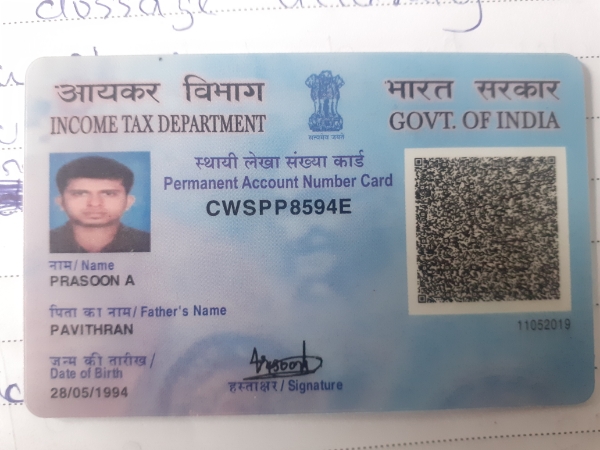 dossage
आयकर विभाग
INCOME TAX DEPARTMENT
सत्यमेव जयते
भारत सरकार
GOVT. OF INDIA
स्थायी लेखा संख्या कार्ड
Permanent Account Number Card
CWSPP8594E
नाम/ Name
PRASOON A
पिता का नाम/ Father's Name
PAVITHRAN
जन्म की तारीख /
Date of Birth
28/05/1994
Prasoon
हस्ताक्षर / Signature
11052019